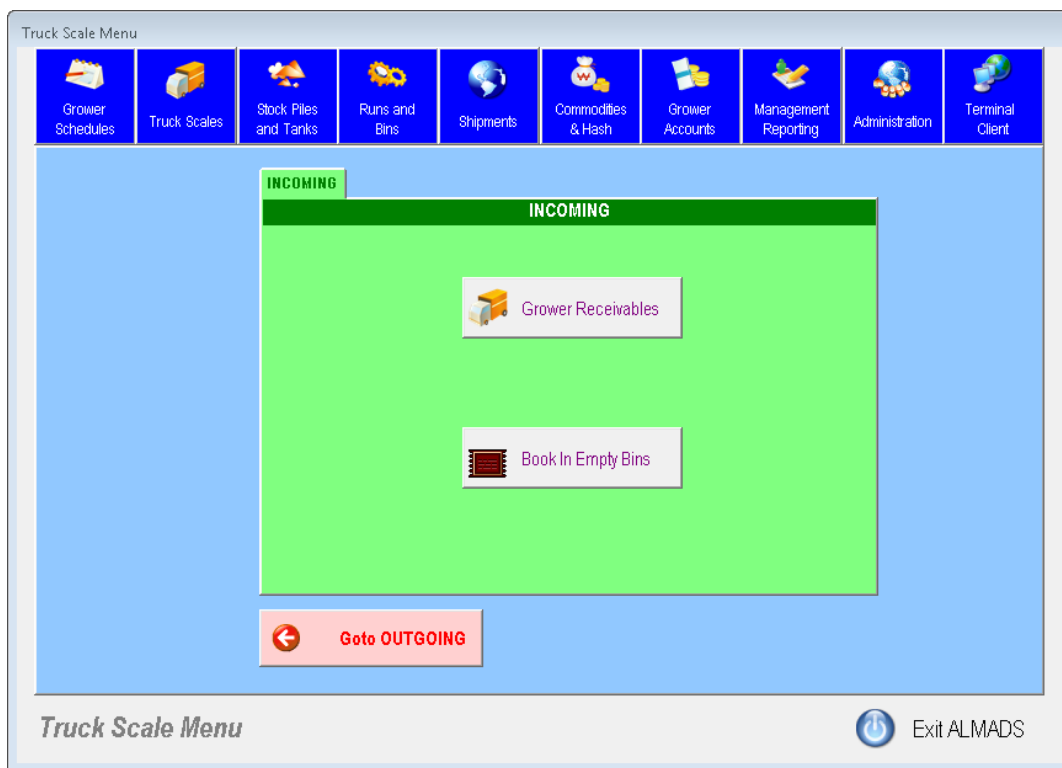 Truck Scale Menu
Grower
Schedules
Truck Scales
Stock Piles
and Tanks
Runs and
Bins
Shipments
Commodities
& Hash
Grower
Accounts
Management
Reporting
Administration
Terminal
Client
INCOMING
INCOMING
Grower Receivables
Book In Empty Bins
Goto OUTGOING
Truck Scale Menu
Exit ALMADS